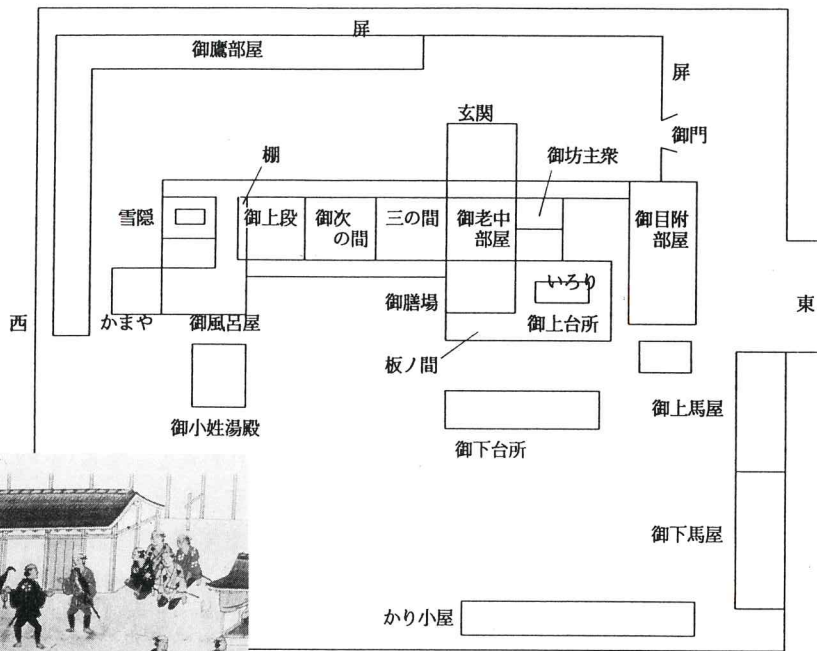 屏
御鷹部屋
屏
玄関
御門
棚
御坊主衆
雪隠
御上段
御次
の間
三の間
御老中
部屋
御目附
部屋
いろり
西
かまや
御風呂屋
御膳場
御上台所
東
板ノ間
御上馬屋
御小姓湯殿
御下台所
御下馬屋
かり小屋